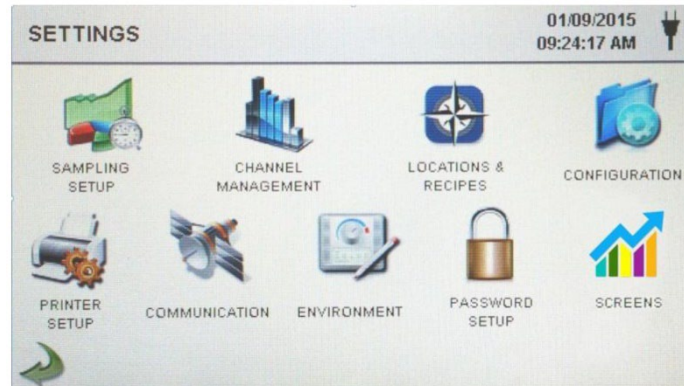 SETTINGS
01/09/2015
09:24:17 AM
SAMPLING
SETUP
CHANNEL
MANAGEMENT
LOCATIONS &
RECIPES
CONFIGURATION
PRINTER
SETUP
COMMUNICATION
ENVIRONMENT
PASSWORD
SETUP
SCREENS